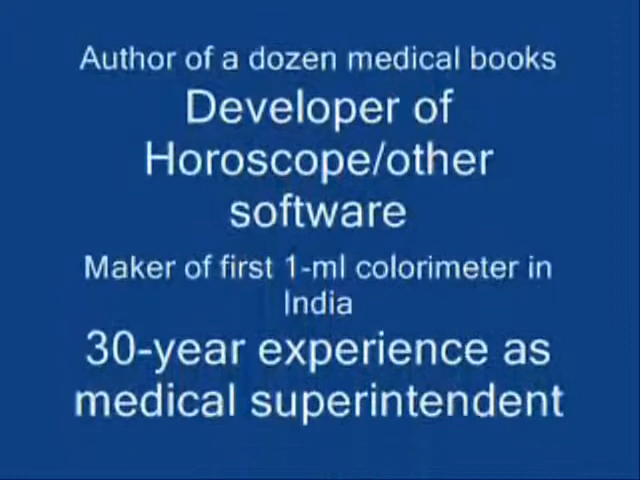 Author of a dozen medical books
Developer of
Horoscope/other
software
Maker of first 1-ml colorimeter in
India
30-year experience as
medical superintendent